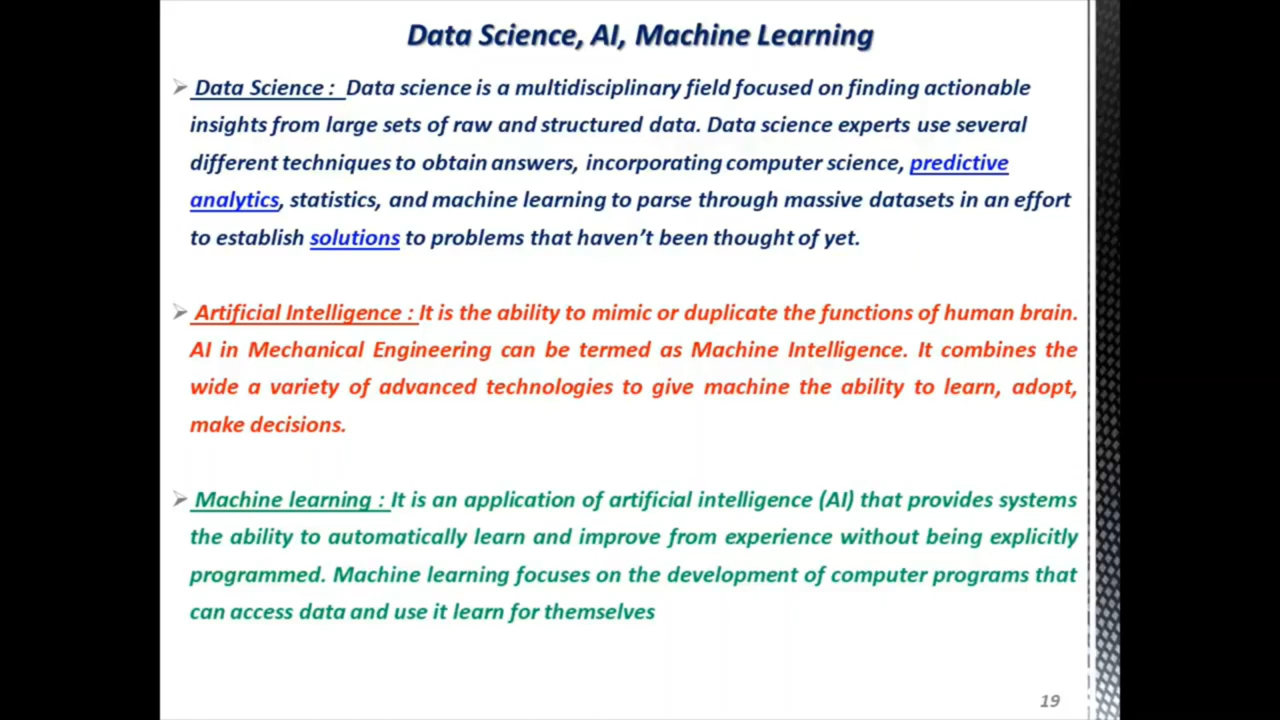 Data Science, AI, Machine Learning
Data Science : Data science is a multidisciplinary field focused on finding actionable
insights from large sets of raw and structured data. Data science experts use several
different techniques to obtain answers, incorporating computer science, predictive
analytics, statistics, and machine learning to parse through massive datasets in an effort
to establish solutions to problems that haven't been thought of yet.
Artificial Intelligence : It is the ability to mimic or duplicate the functions of human brain.
AI in Mechanical Engineering can be termed as Machine Intelligence. It combines the
wide a variety of advanced technologies to give machine the ability to learn, adopt,
make decisions.
Machine learning : It is an application of artificial intelligence (AI) that provides systems
the ability to automatically learn and improve from experience without being explicitly
programmed. Machine learning focuses on the development of computer programs that
can access data and use it learn for themselves
19